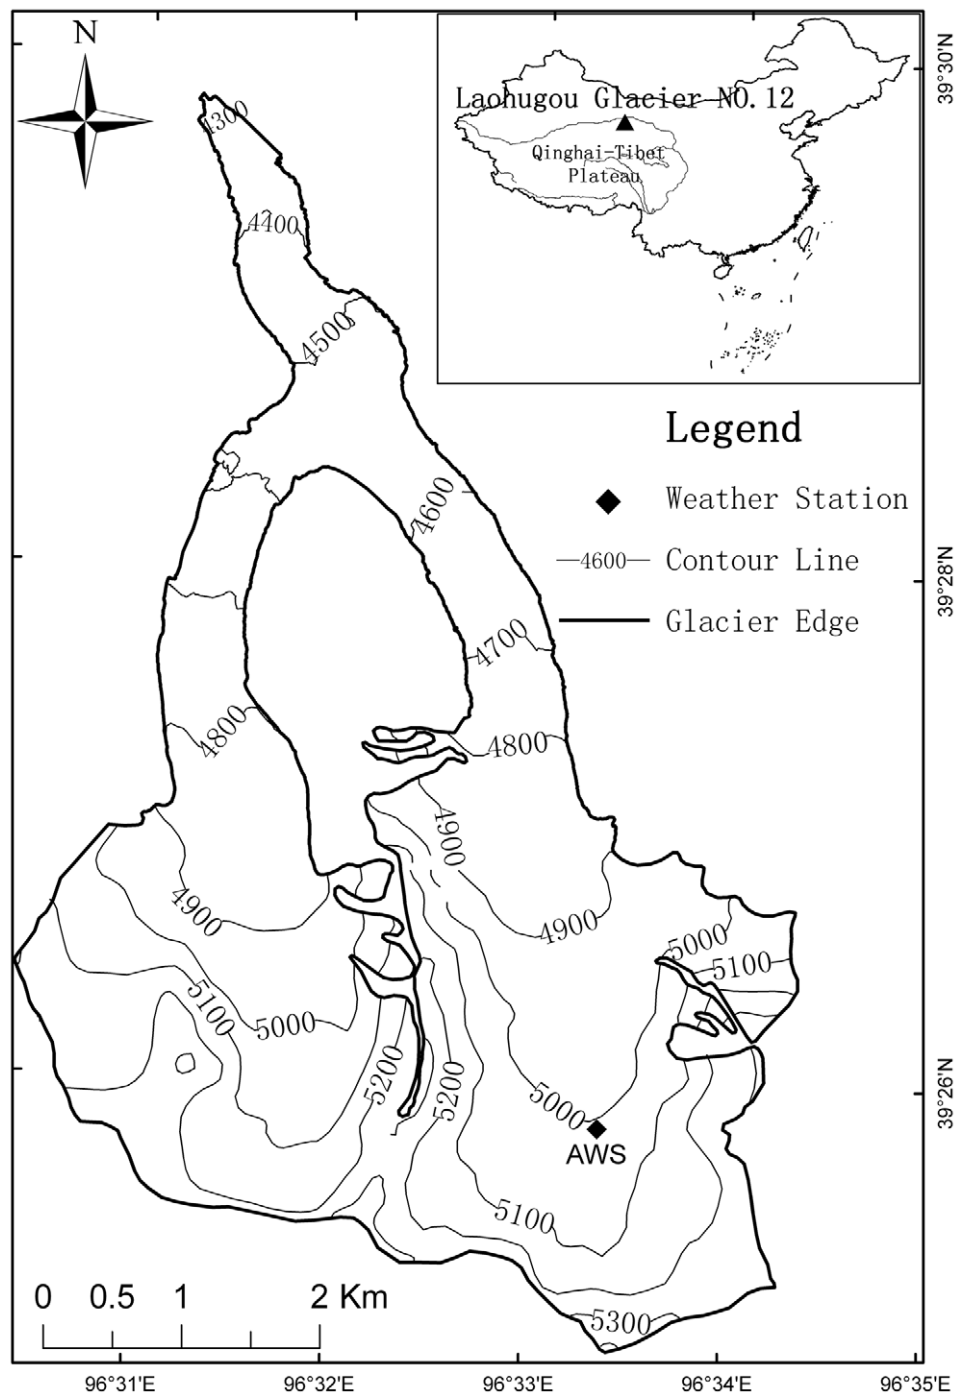 N
39°30'N
Laohugou Glacier NO.12
Qinghai-Tibet
Plateau
4300
4400
4500
Legend
Weather Station
4600
4600
Contour Line
39°28'N
Glacier Edge
4700
4800
4800
4900
4900
4900
5000
5100
5100
5000
5200
5200
5000
39°26'N
AWS
5100
0 0.5 1 2 Km
5300
96°31'E 96°32'E 96°33'E 96°34'E 96°35'E